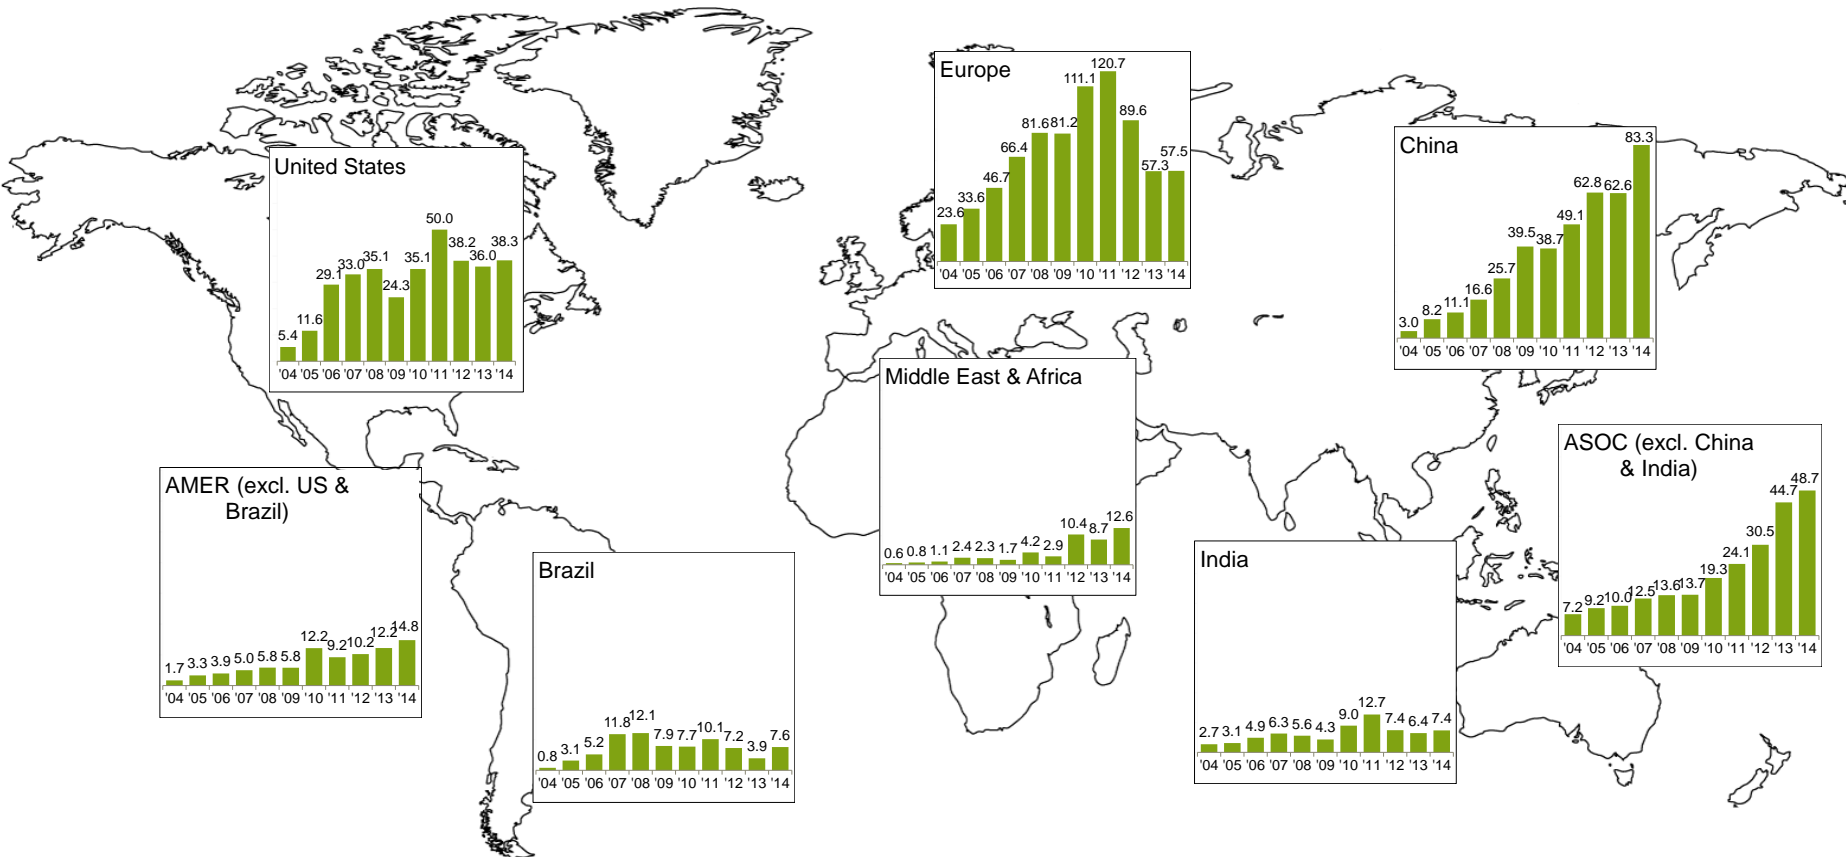 Europe
120.7
111.1
89.6
81.6 81.2
66.4
57.3 57.5
46.7
33.6
23.6
'04 '05 '06 '07 '08 '09 '10 '11 '12 '13 '14
China
83.3
62.8 62.6
49.1
39.5 38.7
25.7
16.6
11.1
8.2
3.0
'04 '05 '06 '07 '08 '09 '10 '11 '12 '13 '14
United States
50.0
38.2 36.0 38.3
29.1 33.0 35.1 24.3 35.1
11.6
5.4
'04 '05 '06 '07 '08 '09 '10 '11 '12 '13 '14
Middle East & Africa
0.6 0.8 1.1 2.4 2.3 1.7 4.2 2.9 10.4 8.7 12.6
'04 '05 '06 '07 '08 '09 '10 '11 '12 '13 '14
ASOC (excl. China
& India)
7.2 9.2 10.0 12.5 13.6 13.7 19.3 24.1 30.5 44.7 48.7
'04 '05 '06 '07 '08 '09 '10 '11 '12 '13 '14
AMER (excl. US &
Brazil)
1.7 3.3 3.9 5.0 5.8 5.8 12.2 9.2 10.2 12.2 14.8
'04 '05 '06 '07 '08 '09 '10 '11 '12 '13 '14
Brazil
0.8 3.1 5.2 11.8 12.1 7.9 7.7 10.1 7.2 3.9 7.6
'04 '05 '06 '07 '08 '09 '10 '11 '12 '13 '14
India
2.7 3.1 4.9 6.3 5.6 4.3 9.0 12.7 7.4 6.4 7.4
'04 '05 '06 '07 '08 '09 '10 '11 '12 '13 '14